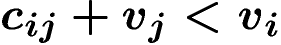 $c_{ij} + v_j < v_i$